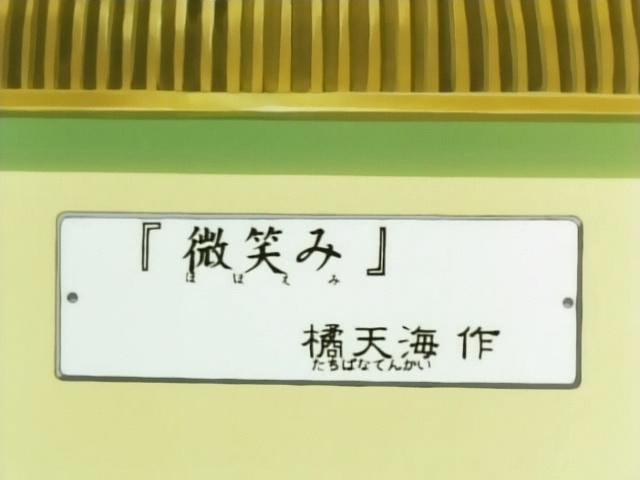 『微笑み』
ほほえみ
橘天海 作
たちばなてんかい